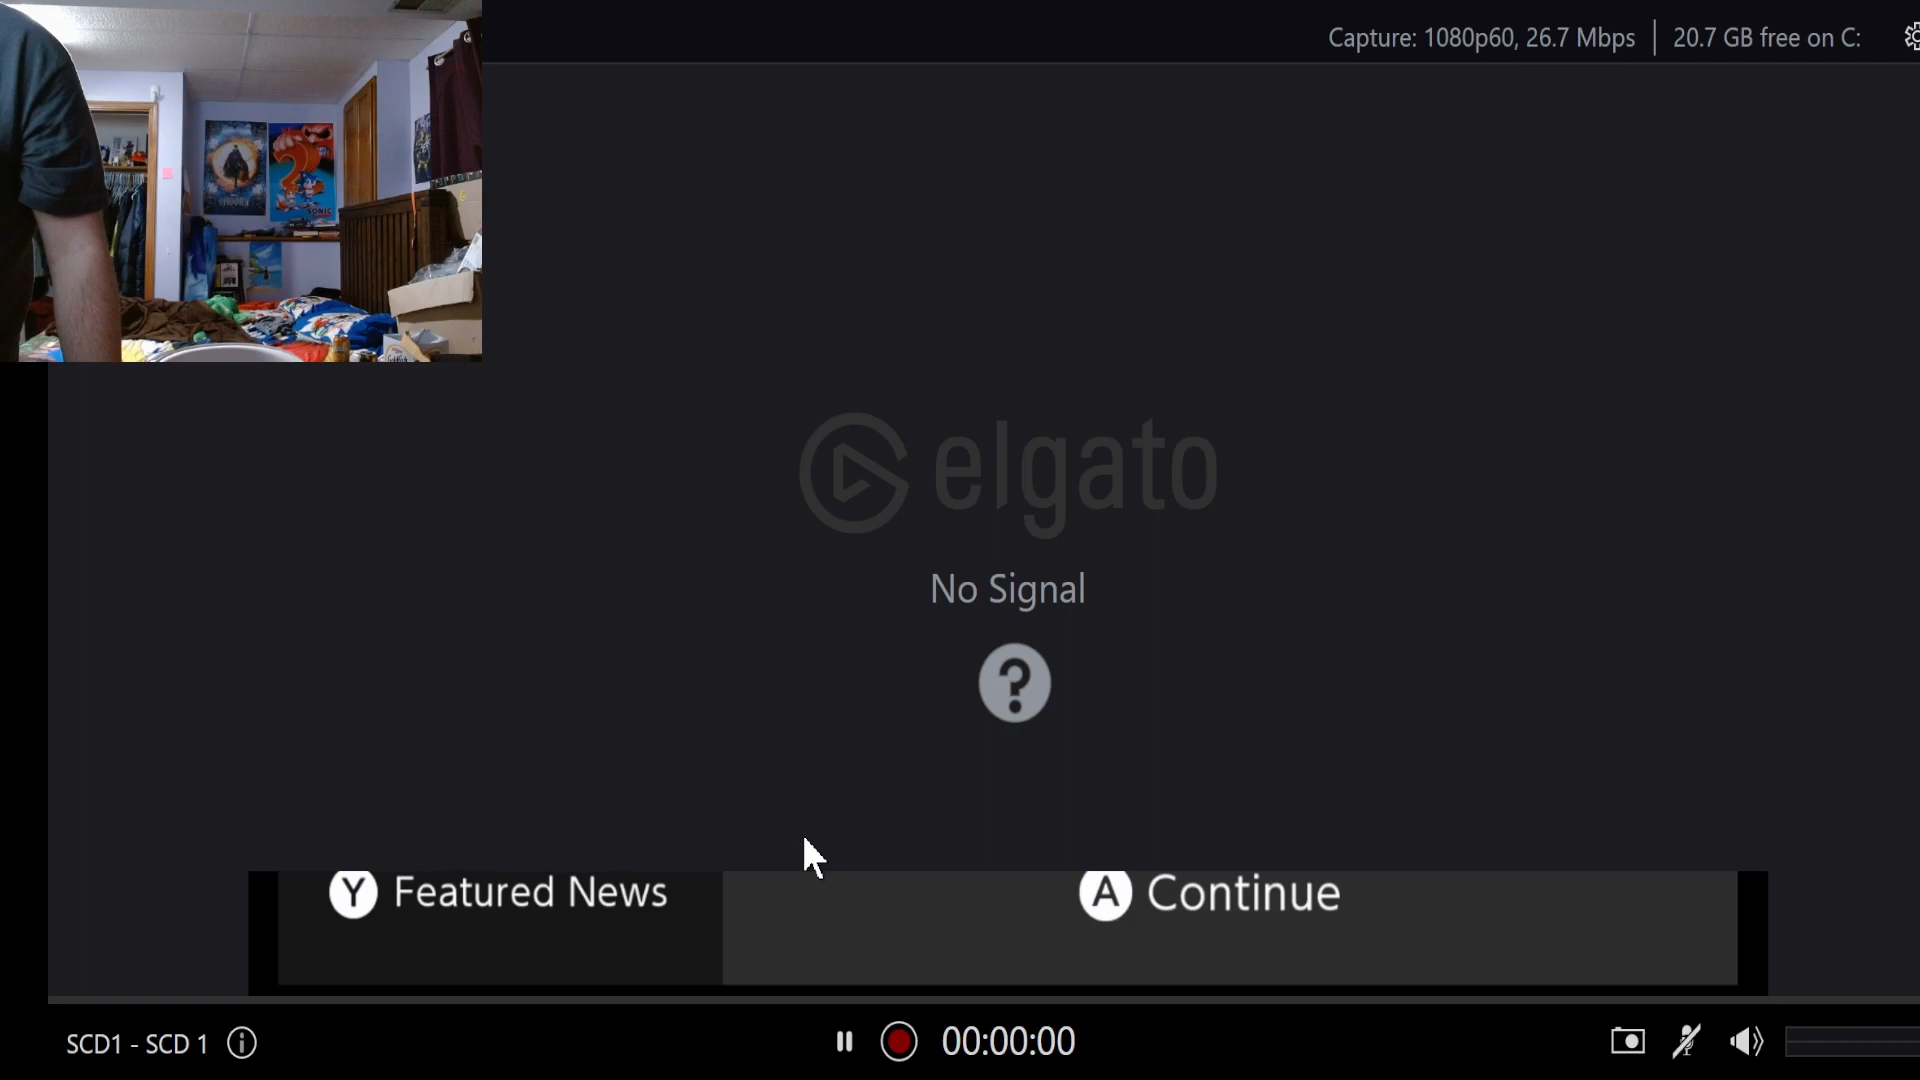 Capture: 1080p60, 26.7 Mbps
20.7 GB free on C:
SONIC
elgato
No Signal
?
Y Featured News
A Continue
SCD1 - SCD 1
00:00:00